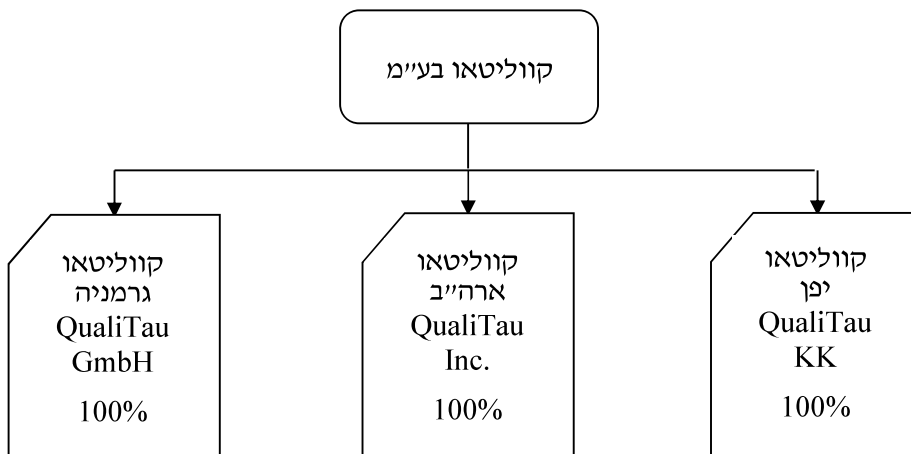 קווליטאו בע״מ
קווליטאו
יפן
QualiTau
KK
100%
קווליטאו
ארה״ב
QualiTau
Inc.
100%
קווליטאו
גרמניה
QualiTau
GmbH
100%